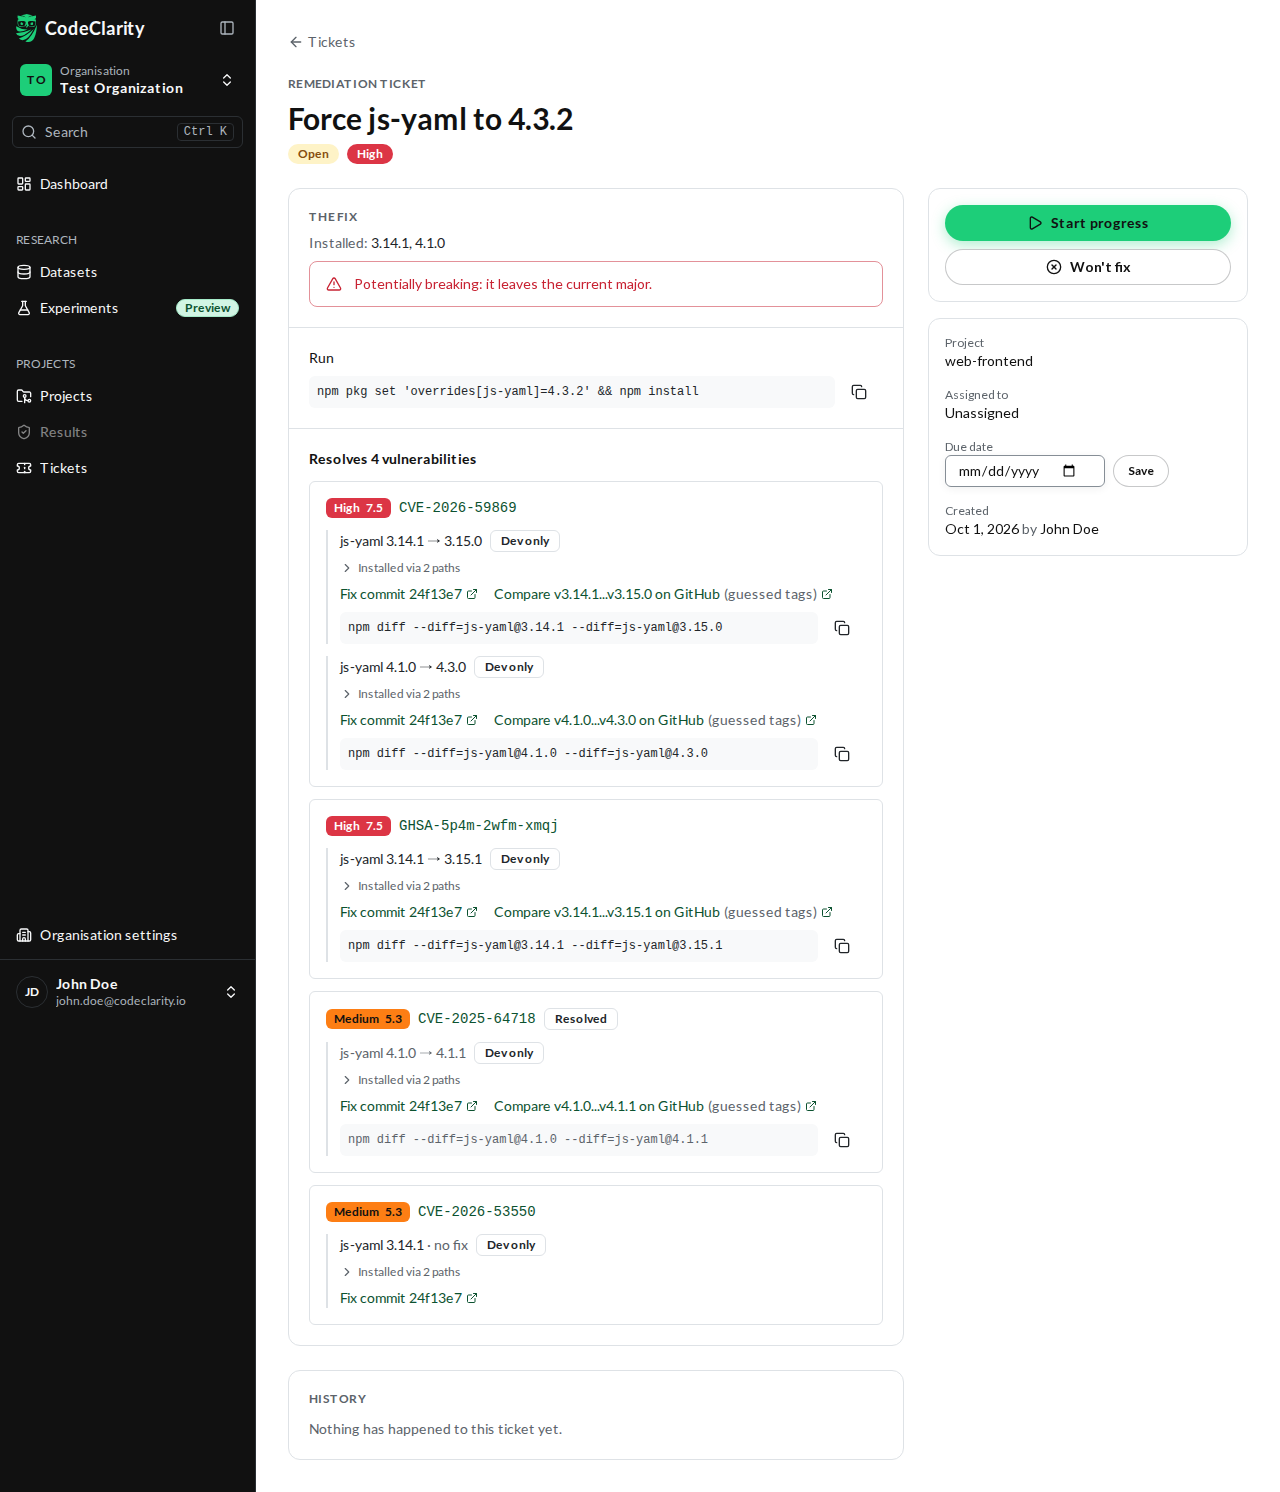 CodeClarity
TO
Organisation
Test Organization
Search
Ctrl K
Dashboard
RESEARCH
Datasets
Experiments
Preview
PROJECTS
Projects
Results
Tickets
Organisation settings
JD
John Doe
john.doe@codeclarity.io
Tickets
REMEDIATION TICKET
Force js-yaml to 4.3.2
Open
High
THE FIX
Installed: 3.14.1, 4.1.0
Potentially breaking: it leaves the current major.
Run
npm pkg set 'overrides[js-yaml]=4.3.2' && npm install
Resolves 4 vulnerabilities
High 7.5 CVE-2026-59869
js-yaml 3.14.1 → 3.15.0 Dev only
Installed via 2 paths
Fix commit 24f13e7 Compare v3.14.1...v3.15.0 on GitHub (guessed tags)
npm diff --diff=js-yaml@3.14.1 --diff=js-yaml@3.15.0
js-yaml 4.1.0 → 4.3.0 Dev only
Installed via 2 paths
Fix commit 24f13e7 Compare v4.1.0...v4.3.0 on GitHub (guessed tags)
npm diff --diff=js-yaml@4.1.0 --diff=js-yaml@4.3.0
High 7.5 GHSA-5p4m-2wfm-xmqj
js-yaml 3.14.1 → 3.15.1 Dev only
Installed via 2 paths
Fix commit 24f13e7 Compare v3.14.1...v3.15.1 on GitHub (guessed tags)
npm diff --diff=js-yaml@3.14.1 --diff=js-yaml@3.15.1
Medium 5.3 CVE-2025-64718 Resolved
js-yaml 4.1.0 → 4.1.1 Dev only
Installed via 2 paths
Fix commit 24f13e7 Compare v4.1.0...v4.1.1 on GitHub (guessed tags)
npm diff --diff=js-yaml@4.1.0 --diff=js-yaml@4.1.1
Medium 5.3 CVE-2026-53550
js-yaml 3.14.1 · no fix Dev only
Installed via 2 paths
Fix commit 24f13e7
HISTORY
Nothing has happened to this ticket yet.
Start progress
Won't fix
Project
web-frontend
Assigned to
Unassigned
Due date
mm/dd/yyyy
Save
Created
Oct 1, 2026 by John Doe